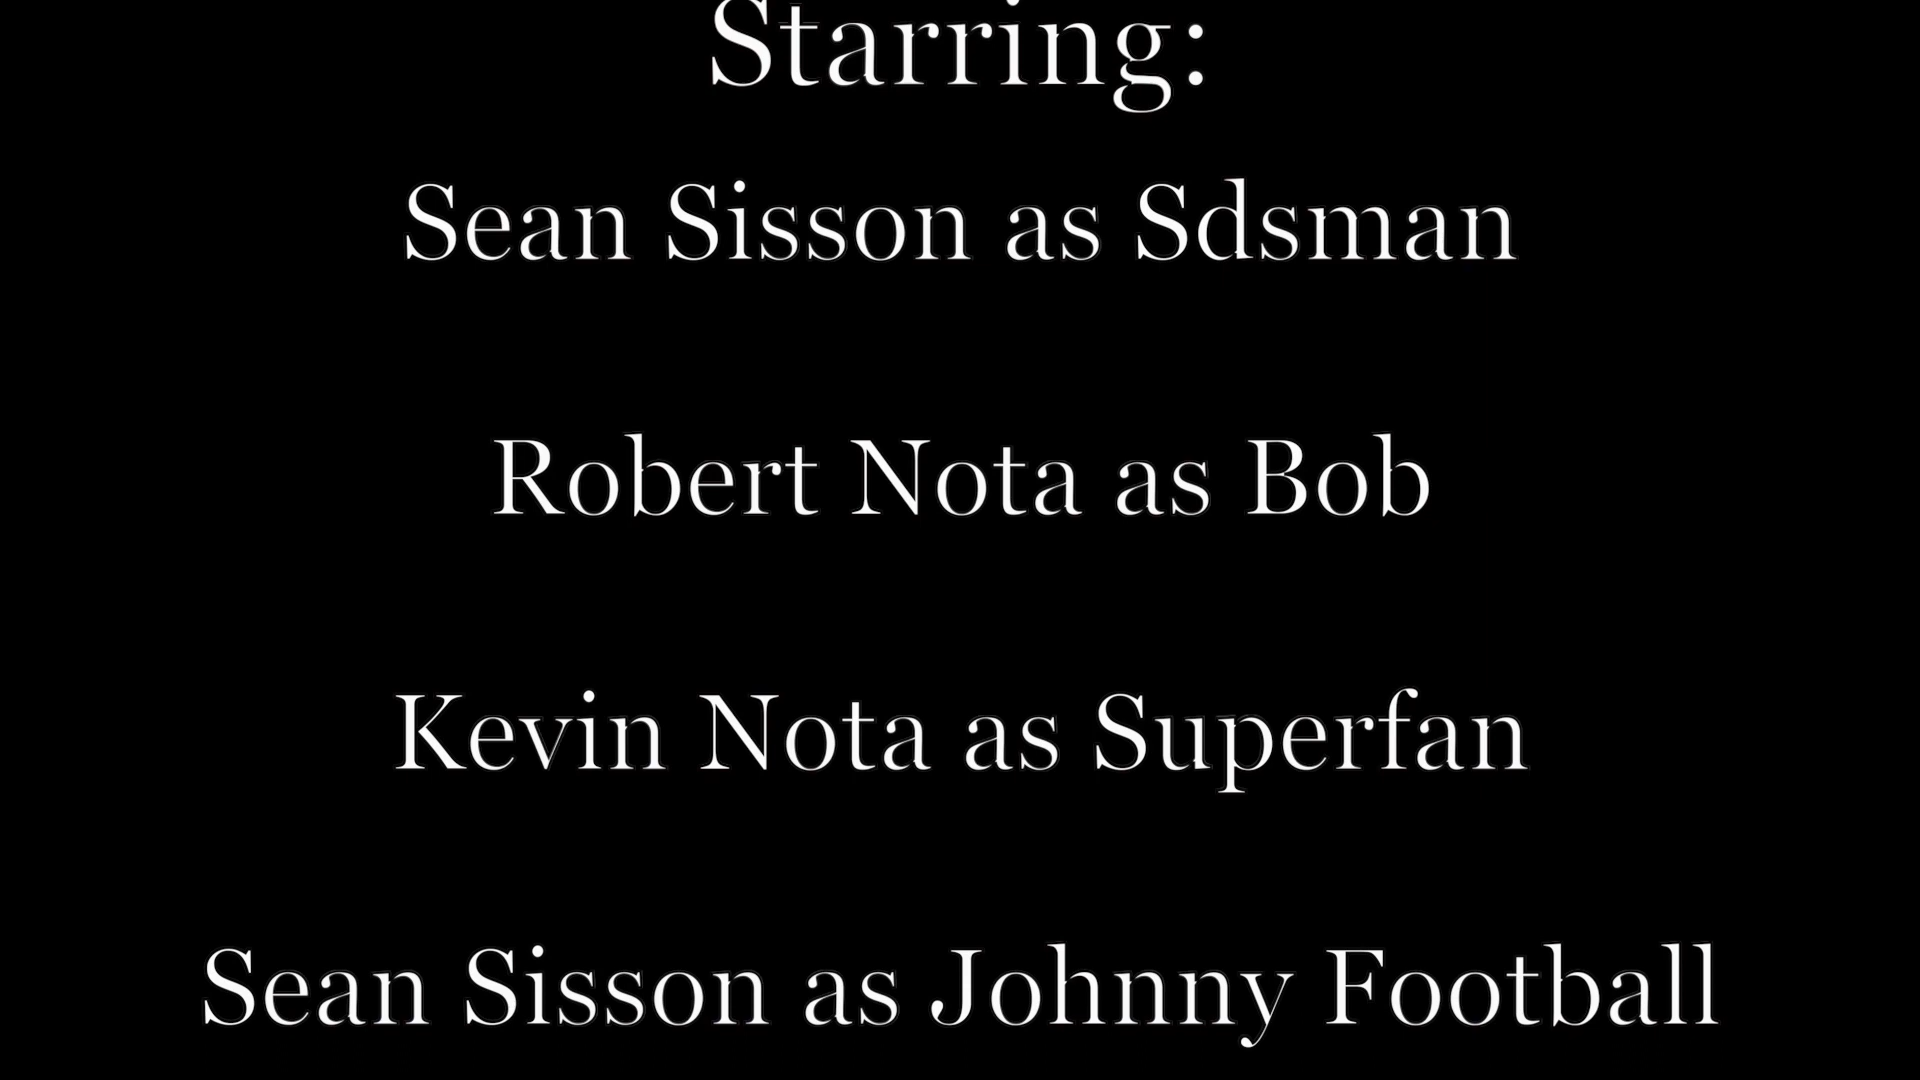 Starring:
Sean Sisson as Sdsman
Robert Nota as Bob
Kevin Nota as Superfan
Sean Sisson as Johnny Football